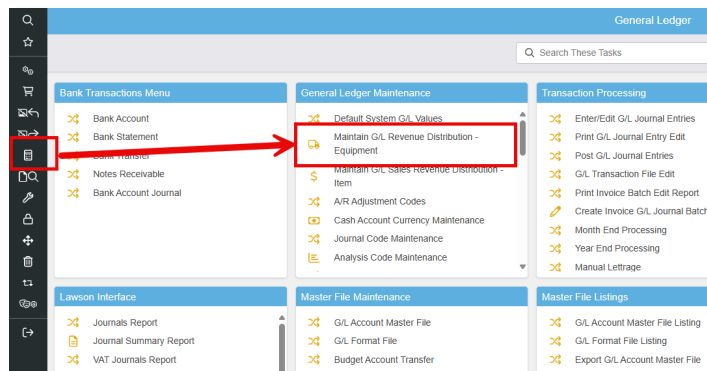 General Ledger
Search These Tasks
Bank Transactions Menu
Bank Account
Bank Statement
Bank Transfer
Notes Receivable
Bank Account Journal
General Ledger Maintenance
Default System G/L Values
Maintain G/L Revenue Distribution -
Equipment
Maintain G/L Sales Revenue Distribution -
Item
A/R Adjustment Codes
Cash Account Currency Maintenance
Journal Code Maintenance
Analysis Code Maintenance
Transaction Processing
Enter/Edit G/L Journal Entries
Print G/L Journal Entry Edit
Post G/L Journal Entries
G/L Transaction File Edit
Print Invoice Batch Edit Report
Create Invoice G/L Journal Batch
Month End Processing
Year End Processing
Manual Lettrage
Lawson Interface
Journals Report
Journal Summary Report
VAT Journals Report
Master File Maintenance
G/L Account Master File
G/L Format File
Budget Account Transfer
Master File Listings
G/L Account Master File Listing
G/L Format File Listing
Export G/L Account Master File